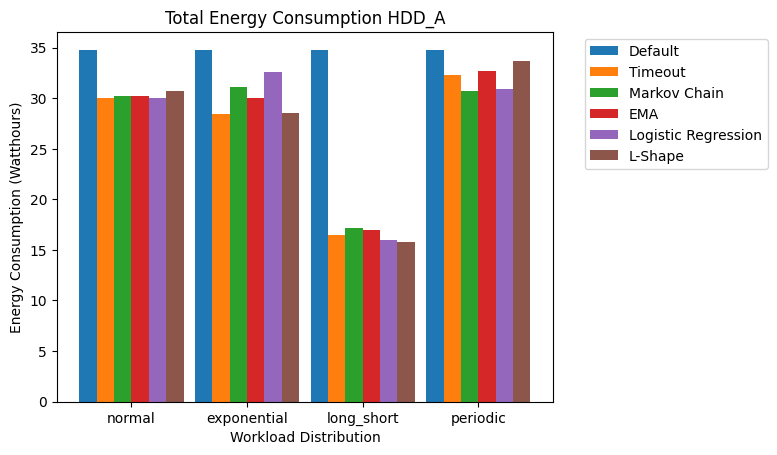 Total Energy Consumption HDD_A
Energy Consumption (Watthours)
35
30
25
20
15
10
5
0
normal
exponential
long_short
periodic
Workload Distribution
Default
Timeout
Markov Chain
EMA
Logistic Regression
L-Shape